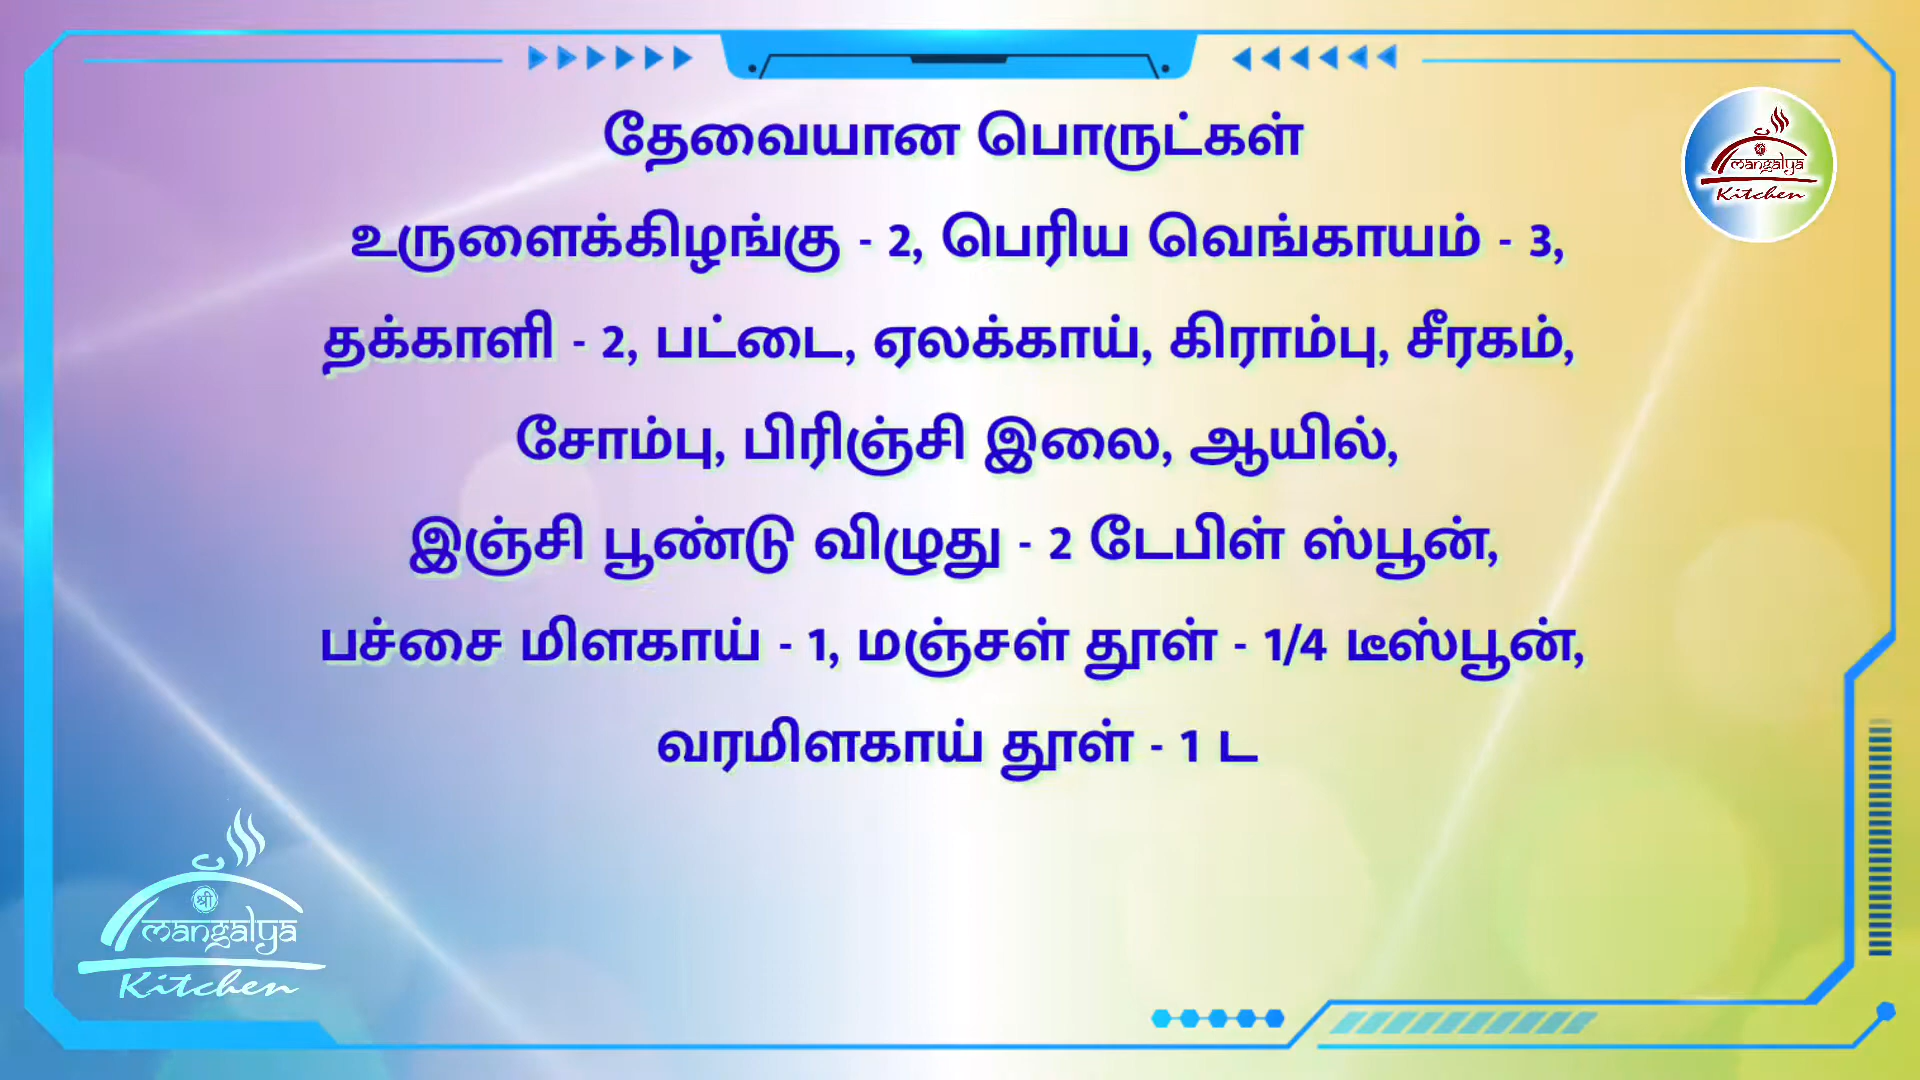 தேவையான பொருட்கள்
உருளைக்கிழங்கு - 2, பெரிய வெங்காயம் - 3,
தக்காளி - 2, பட்டை, ஏலக்காய், கிராம்பு, சீரகம்,
சோம்பு, பிரிஞ்சி இலை, ஆயில்,
இஞ்சி பூண்டு விழுது - 2 டேபிள் ஸ்பூன்,
பச்சை மிளகாய் - 1, மஞ்சள் தூள் - 1/4 டீஸ்பூன்,
வரமிளகாய் தூள் - 1 ட
श्री
mangalya
Kitchen
श्री
mangalya
Kitchen